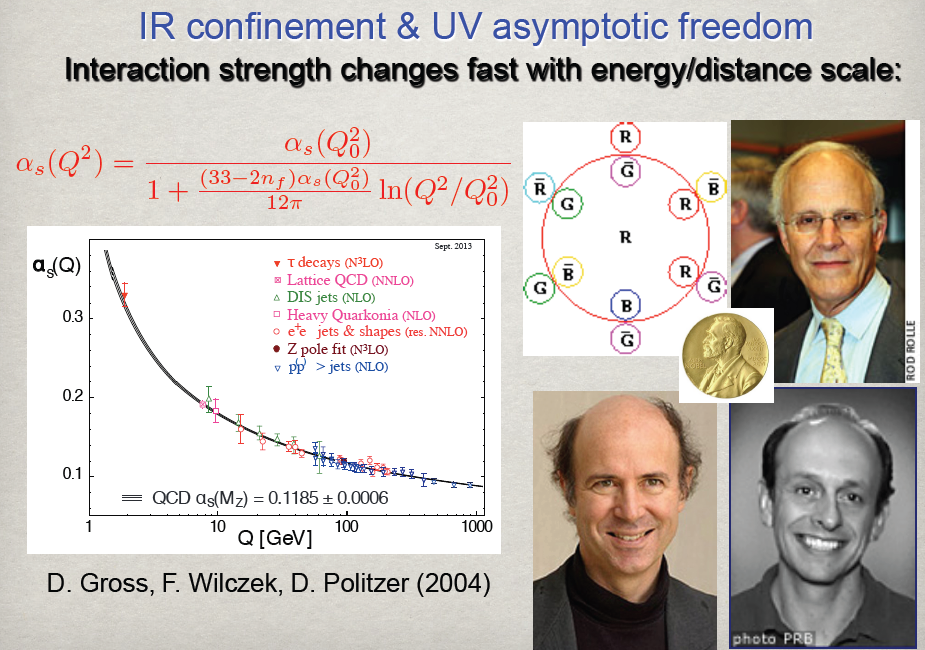 IR confinement & UV asymptotic freedom
Interaction strength changes fast with energy/distance scale:
αs(Q²) = αs(Q₀²) / (1 + (33−2nf)αs(Q₀²)/12π ln(Q²/Q₀²))
αs(Q)
Sept. 2013
τ decays (N³LO)
Lattice QCD (NNLO)
DIS jets (NLO)
Heavy Quarkonia (NLO)
e⁺e⁻ jets & shapes (res. NNLO)
Z pole fit (N³LO)
pp(–) > jets (NLO)
0.3
0.2
0.1
QCD αs(Mz) = 0.1185 ± 0.0006
1 10 100 1000
Q [GeV]
R
G̅
R̅ G
R B̅
R
B̅ G
R G̅
B
G̅
ROD ROLLE
D. Gross, F. Wilczek, D. Politzer (2004)
photo PRB